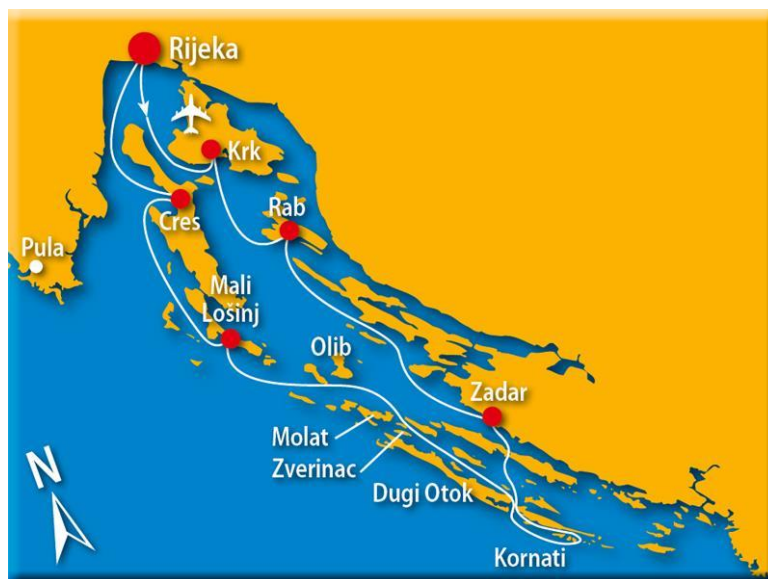 Rijeka
Krk
Rab
Cres
Pula
Mali
Lošinj
Olib
Zadar
Molat
Zverinac
Dugi Otok
Kornati
N